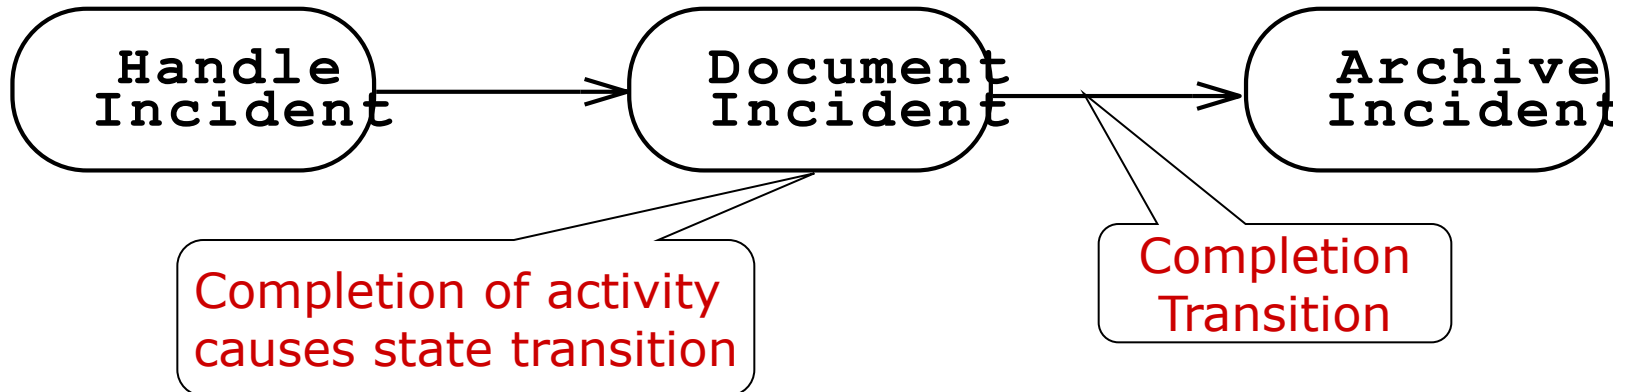 Handle
Incident
Document
Incident
Archive
Incident
Completion of activity
causes state transition
Completion
Transition